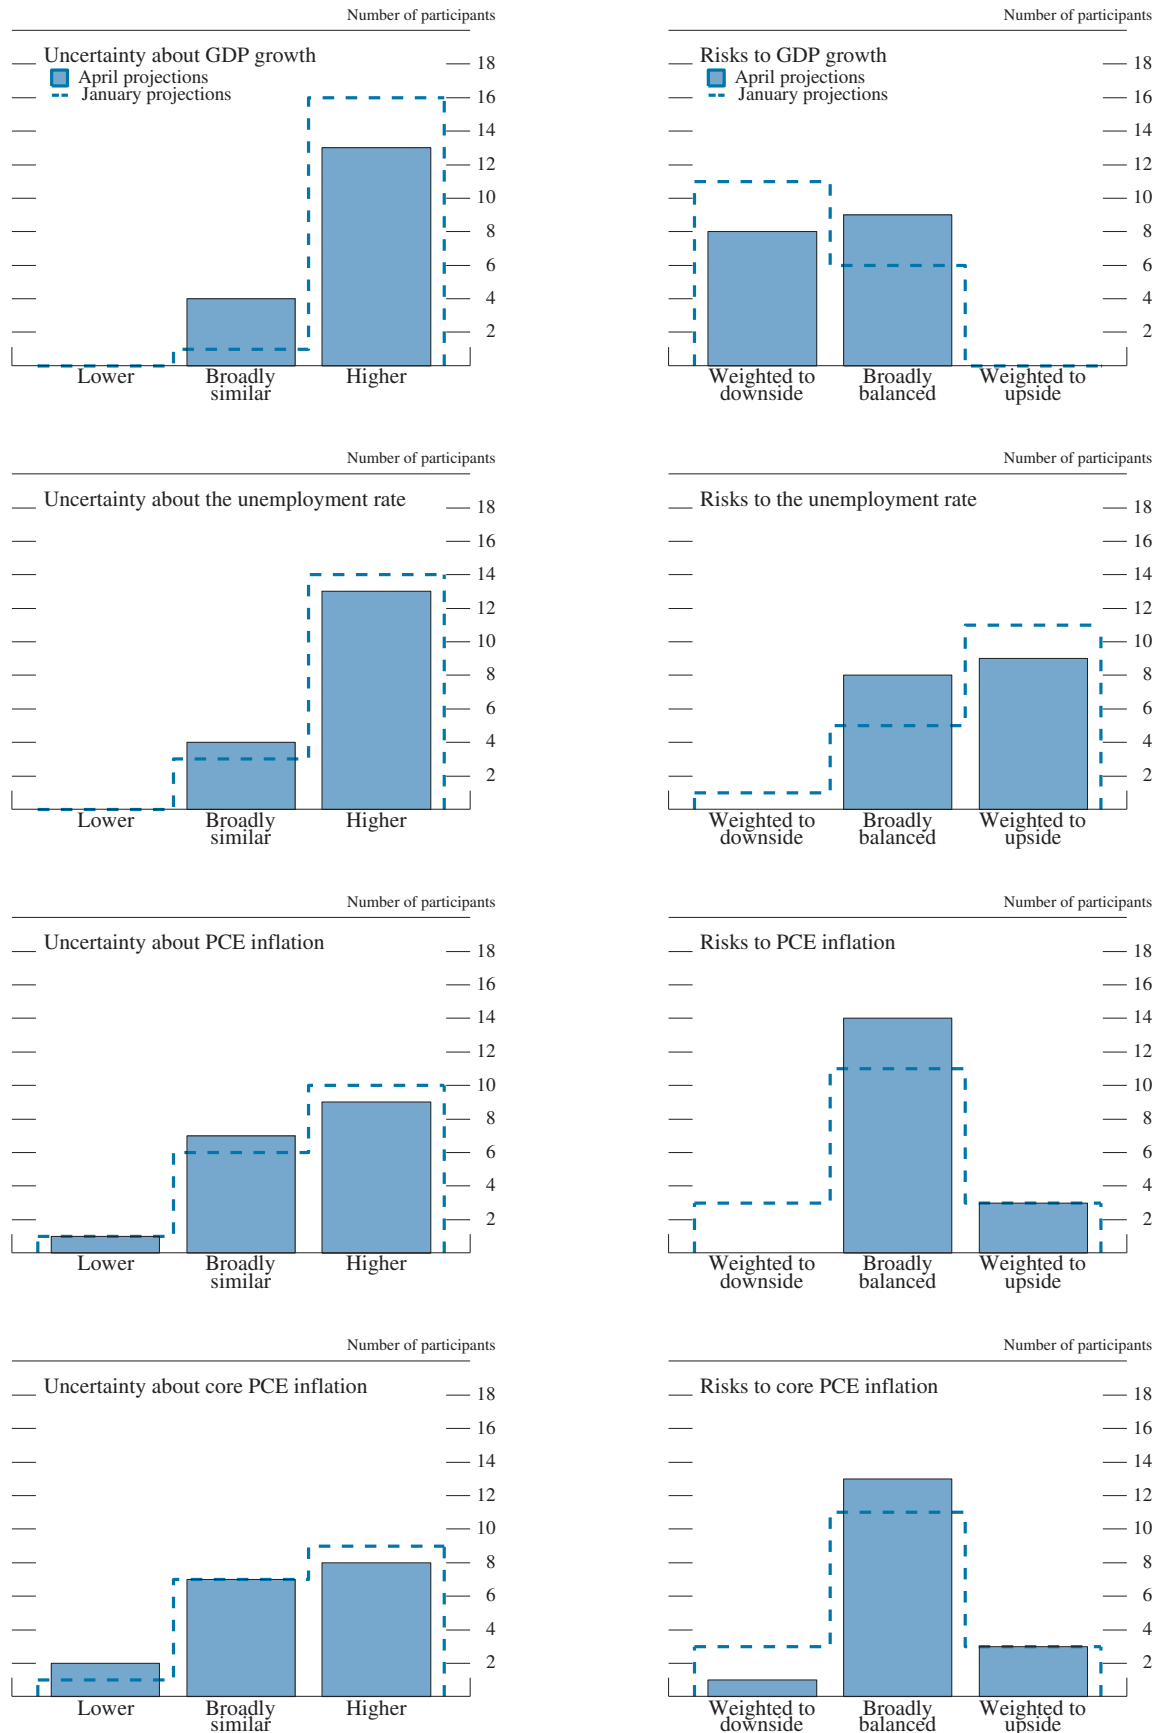 Number of participants
Uncertainty about GDP growth
April projections
January projections
18
16
14
12
10
8
6
4
2
Lower
Broadly
similar
Higher
Number of participants
Risks to GDP growth
April projections
January projections
18
16
14
12
10
8
6
4
2
Weighted to
downside
Broadly
balanced
Weighted to
upside
Number of participants
Uncertainty about the unemployment rate
18
16
14
12
10
8
6
4
2
Lower
Broadly
similar
Higher
Number of participants
Risks to the unemployment rate
18
16
14
12
10
8
6
4
2
Weighted to
downside
Broadly
balanced
Weighted to
upside
Number of participants
Uncertainty about PCE inflation
18
16
14
12
10
8
6
4
2
Lower
Broadly
similar
Higher
Number of participants
Risks to PCE inflation
18
16
14
12
10
8
6
4
2
Weighted to
downside
Broadly
balanced
Weighted to
upside
Number of participants
Uncertainty about core PCE inflation
18
16
14
12
10
8
6
4
2
Lower
Broadly
similar
Higher
Number of participants
Risks to core PCE inflation
18
16
14
12
10
8
6
4
2
Weighted to
downside
Broadly
balanced
Weighted to
upside